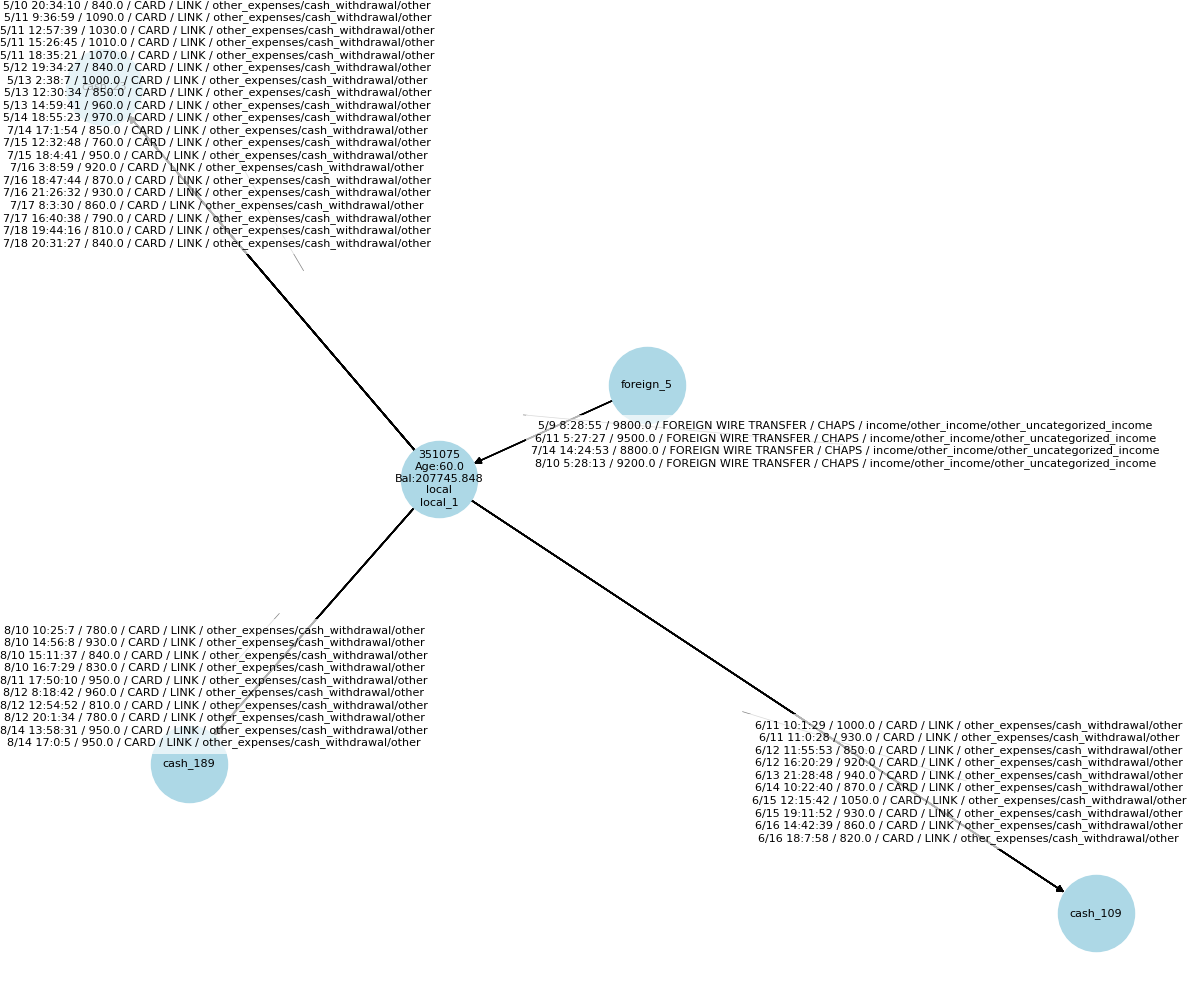 5/10 20:34:10 / 840.0 / CARD / LINK / other_expenses/cash_withdrawal/other
5/11 9:36:59 / 1090.0 / CARD / LINK / other_expenses/cash_withdrawal/other
5/11 12:57:39 / 1030.0 / CARD / LINK / other_expenses/cash_withdrawal/other
5/11 15:26:45 / 1010.0 / CARD / LINK / other_expenses/cash_withdrawal/other
5/11 18:35:21 / 1070.0 / CARD / LINK / other_expenses/cash_withdrawal/other
5/12 19:34:27 / 840.0 / CARD / LINK / other_expenses/cash_withdrawal/other
5/13 2:38:7 / 1000.0 / CARD / LINK / other_expenses/cash_withdrawal/other
5/13 12:30:34 / 850.0 / CARD / LINK / other_expenses/cash_withdrawal/other
5/13 14:59:41 / 960.0 / CARD / LINK / other_expenses/cash_withdrawal/other
5/14 18:55:23 / 970.0 / CARD / LINK / other_expenses/cash_withdrawal/other
7/14 17:1:54 / 850.0 / CARD / LINK / other_expenses/cash_withdrawal/other
7/15 12:32:48 / 760.0 / CARD / LINK / other_expenses/cash_withdrawal/other
7/15 18:4:41 / 950.0 / CARD / LINK / other_expenses/cash_withdrawal/other
7/16 3:8:59 / 920.0 / CARD / LINK / other_expenses/cash_withdrawal/other
7/16 18:47:44 / 870.0 / CARD / LINK / other_expenses/cash_withdrawal/other
7/16 21:26:32 / 930.0 / CARD / LINK / other_expenses/cash_withdrawal/other
7/17 8:3:30 / 860.0 / CARD / LINK / other_expenses/cash_withdrawal/other
7/17 16:40:38 / 790.0 / CARD / LINK / other_expenses/cash_withdrawal/other
7/18 19:44:16 / 810.0 / CARD / LINK / other_expenses/cash_withdrawal/other
7/18 20:31:27 / 840.0 / CARD / LINK / other_expenses/cash_withdrawal/other
foreign_5
5/9 8:28:55 / 9800.0 / FOREIGN WIRE TRANSFER / CHAPS / income/other_income/other_uncategorized_income
6/11 5:27:27 / 9500.0 / FOREIGN WIRE TRANSFER / CHAPS / income/other_income/other_uncategorized_income
7/14 14:24:53 / 8800.0 / FOREIGN WIRE TRANSFER / CHAPS / income/other_income/other_uncategorized_income
8/10 5:28:13 / 9200.0 / FOREIGN WIRE TRANSFER / CHAPS / income/other_income/other_uncategorized_income
351075
Age:60.0
Bal:207745.848
local
local_1
8/10 10:25:7 / 780.0 / CARD / LINK / other_expenses/cash_withdrawal/other
8/10 14:56:8 / 930.0 / CARD / LINK / other_expenses/cash_withdrawal/other
8/10 15:11:37 / 840.0 / CARD / LINK / other_expenses/cash_withdrawal/other
8/10 16:7:29 / 830.0 / CARD / LINK / other_expenses/cash_withdrawal/other
8/11 17:50:10 / 950.0 / CARD / LINK / other_expenses/cash_withdrawal/other
8/12 8:18:42 / 960.0 / CARD / LINK / other_expenses/cash_withdrawal/other
8/12 12:54:52 / 810.0 / CARD / LINK / other_expenses/cash_withdrawal/other
8/12 20:1:34 / 780.0 / CARD / LINK / other_expenses/cash_withdrawal/other
8/14 13:58:31 / 950.0 / CARD / LINK / other_expenses/cash_withdrawal/other
8/14 17:0:5 / 950.0 / CARD / LINK / other_expenses/cash_withdrawal/other
cash_189
6/11 10:1:29 / 1000.0 / CARD / LINK / other_expenses/cash_withdrawal/other
6/11 11:0:28 / 930.0 / CARD / LINK / other_expenses/cash_withdrawal/other
6/12 11:55:53 / 850.0 / CARD / LINK / other_expenses/cash_withdrawal/other
6/12 16:20:29 / 920.0 / CARD / LINK / other_expenses/cash_withdrawal/other
6/13 21:28:48 / 940.0 / CARD / LINK / other_expenses/cash_withdrawal/other
6/14 10:22:40 / 870.0 / CARD / LINK / other_expenses/cash_withdrawal/other
6/15 12:15:42 / 1050.0 / CARD / LINK / other_expenses/cash_withdrawal/other
6/15 19:11:52 / 930.0 / CARD / LINK / other_expenses/cash_withdrawal/other
6/16 14:42:39 / 860.0 / CARD / LINK / other_expenses/cash_withdrawal/other
6/16 18:7:58 / 820.0 / CARD / LINK / other_expenses/cash_withdrawal/other
cash_109